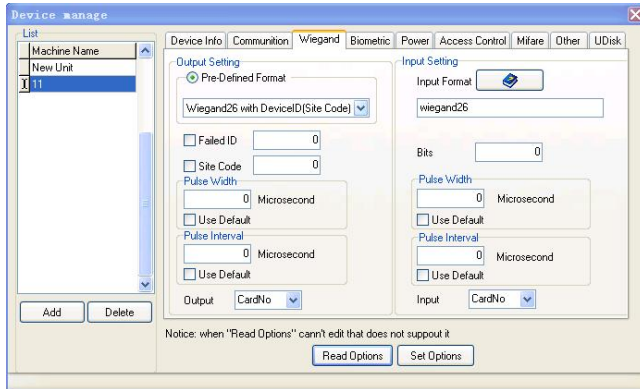 Device manage
List
Machine Name
New Unit
11
Add Delete
Device Info Communition Wiegand Biometric Power Access Control Mifare Other UDisk
Output Setting
Pre-Defined Format
Wiegand26 with DeviceID(Site Code)
Failed ID 0
Site Code 0
Pulse Width
0 Microsecond
Use Default
Pulse Interval
0 Microsecond
Use Default
Output CardNo
Input Setting
Input Format
wiegand26
Bits 0
Pulse Width
0 Microsecond
Use Default
Pulse Interval
0 Microsecond
Use Default
Input CardNo
Notice: when "Read Options" cann't edit that does not suppout it
Read Options Set Options